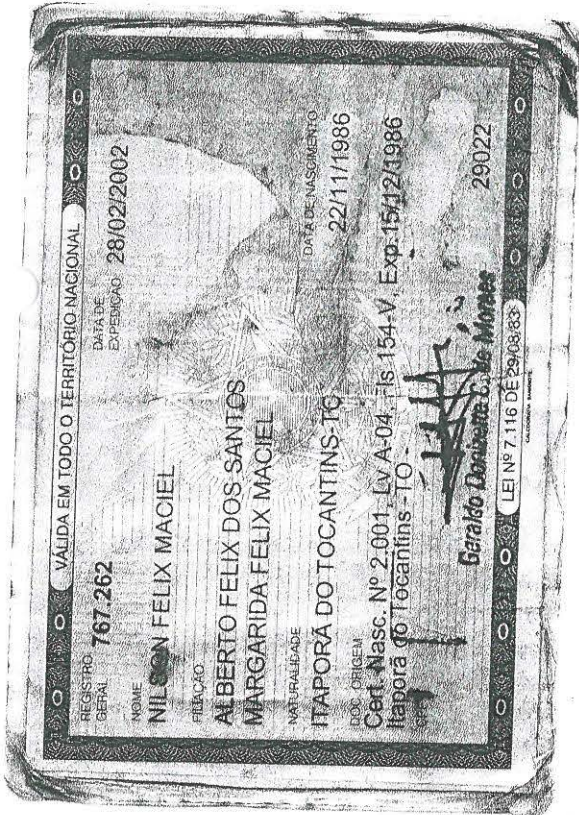 VÁLIDA EM TODO O TERRITÓRIO NACIONAL
REGISTRO GERAL 767.262 DATA DE EXPEDIÇÃO 28/02/2002
NOME
NILSON FELIX MACIEL
FILIAÇÃO
ALBERTO FELIX DOS SANTOS
MARGARIDA FELIX MACIEL
NATURALIDADE DATA DE NASCIMENTO
ITAPORÃ DO TOCANTINS-TO 22/11/1986
DOC. ORIGEM
Cert. Nasc. Nº 2.001, Lv A-04, Fls 154-V, Exp.15/12/1986
Itaporã do Tocantins -TO
CPF
29022
Geraldo C. de Moraes
LEI Nº 7.116 DE 29/08/83